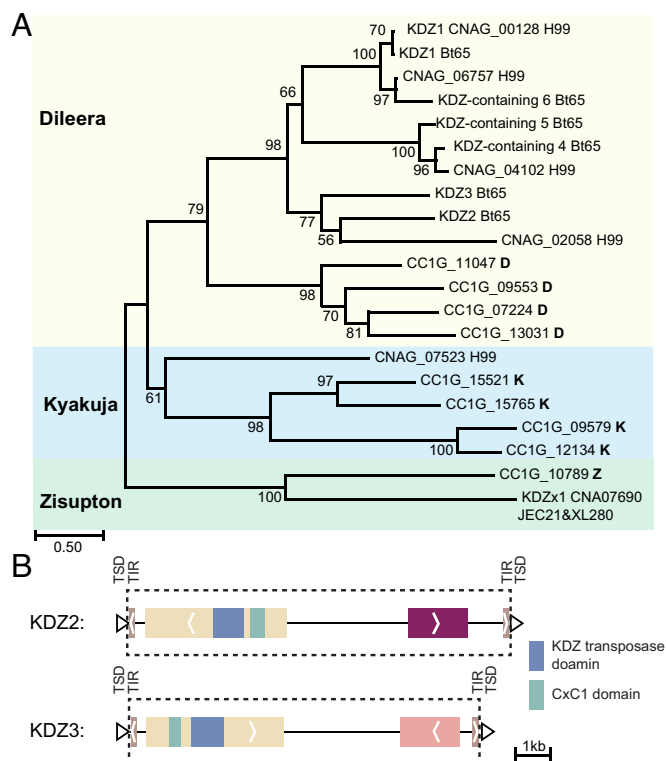 A
Dileera
70
KDZ1 CNAG_00128 H99
KDZ1 Bt65
100
CNAG_06757 H99
97
KDZ-containing 6 Bt65
66
KDZ-containing 5 Bt65
100
KDZ-containing 4 Bt65
96
CNAG_04102 H99
98
KDZ3 Bt65
77
KDZ2 Bt65
56
CNAG_02058 H99
79
CC1G_11047 D
98
CC1G_09553 D
70
CC1G_07224 D
81
CC1G_13031 D
Kyakuja
CNAG_07523 H99
61
97
CC1G_15521 K
CC1G_15765 K
98
CC1G_09579 K
100
CC1G_12134 K
Zisupton
CC1G_10789 Z
100
KDZx1 CNA07690
JEC21&XL280
0.50
B
TSD
TIR
TIR
TSD
KDZ2:
KDZ transposase
doamin
CxC1 domain
TSD
TIR
TIR
TSD
KDZ3:
1kb